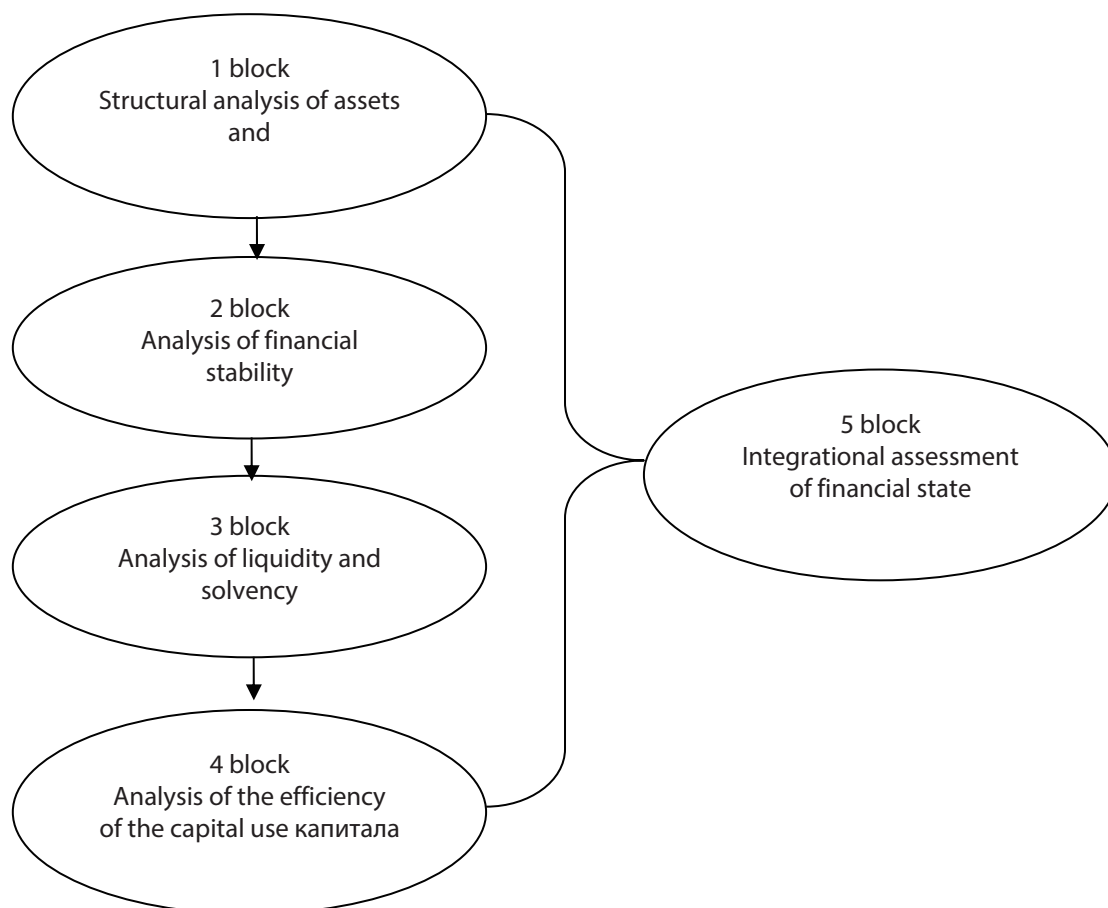 1 block
Structural analysis of assets
and
2 block
Analysis of financial
stability
3 block
Analysis of liquidity and
solvency
4 block
Analysis of the efficiency
of the capital use капитала
5 block
Integrational assessment
of financial state